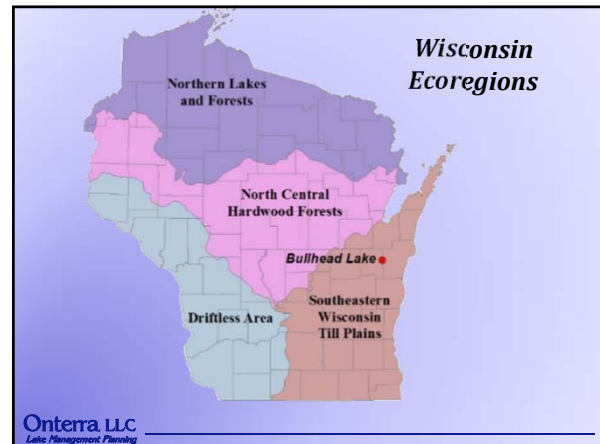 Wisconsin
Ecoregions
Northern Lakes
and Forests
North Central
Hardwood Forests
Bullhead Lake
Southeastern
Wisconsin
Till Plains
Driftless Area
Onterra, LLC
Lake Management Planning